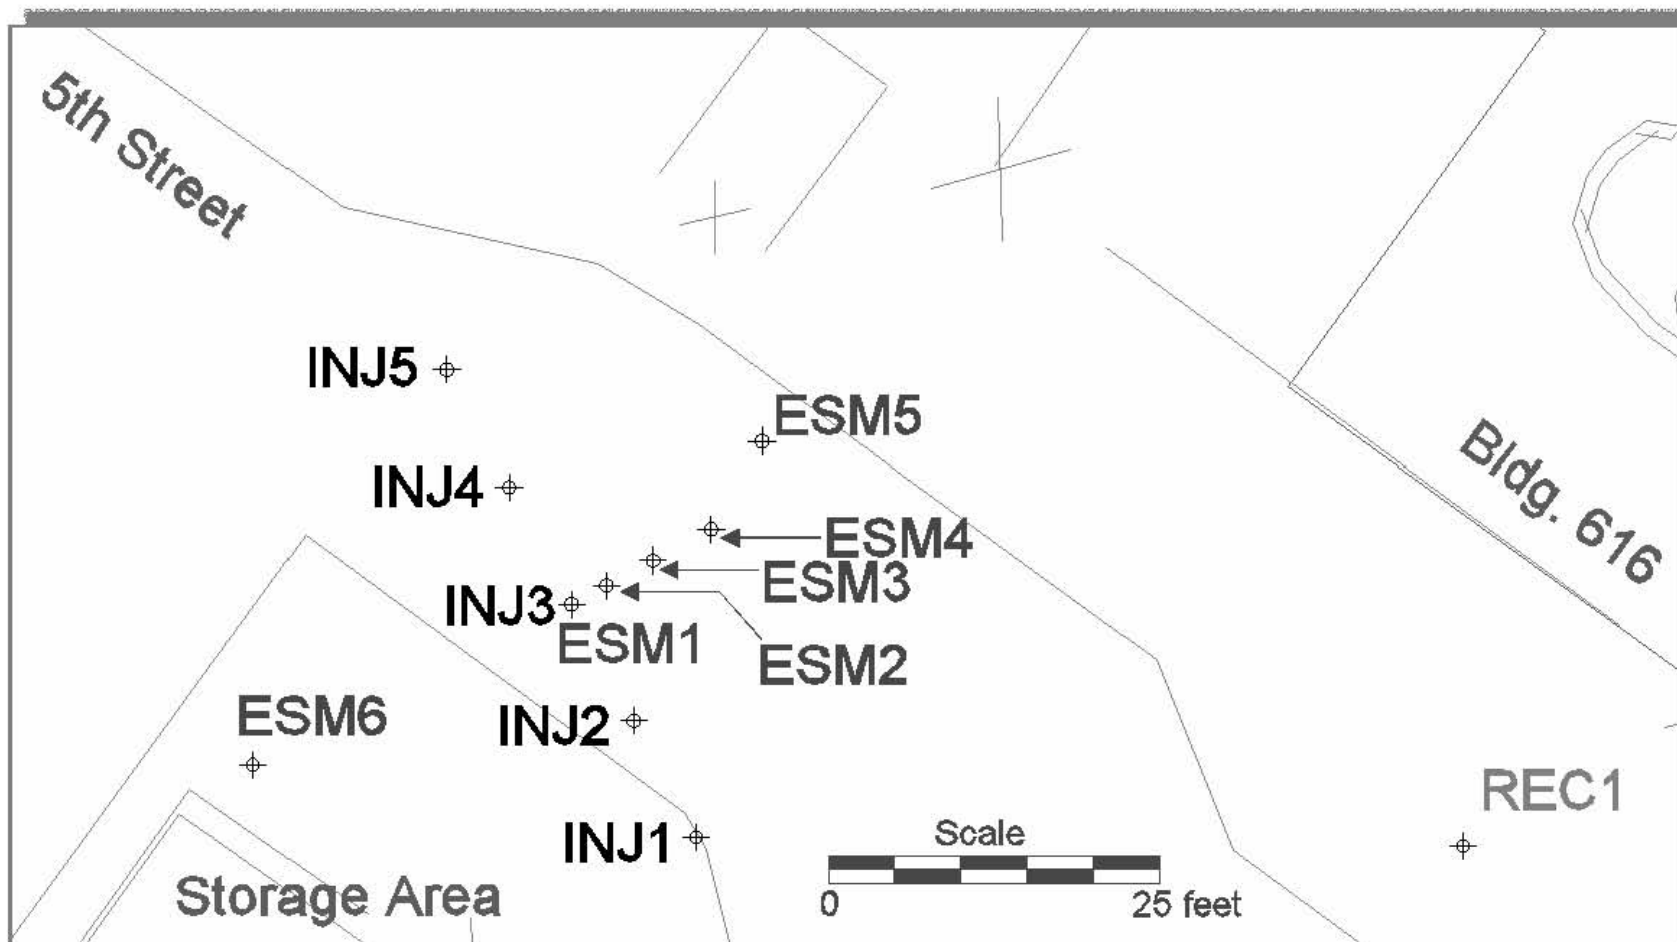 5th Street
INJ5
ESM5
INJ4
Bldg. 616
ESM4
ESM3
INJ3
ESM1
ESM2
ESM6
INJ2
REC1
INJ1
Scale
Storage Area
0
25 feet